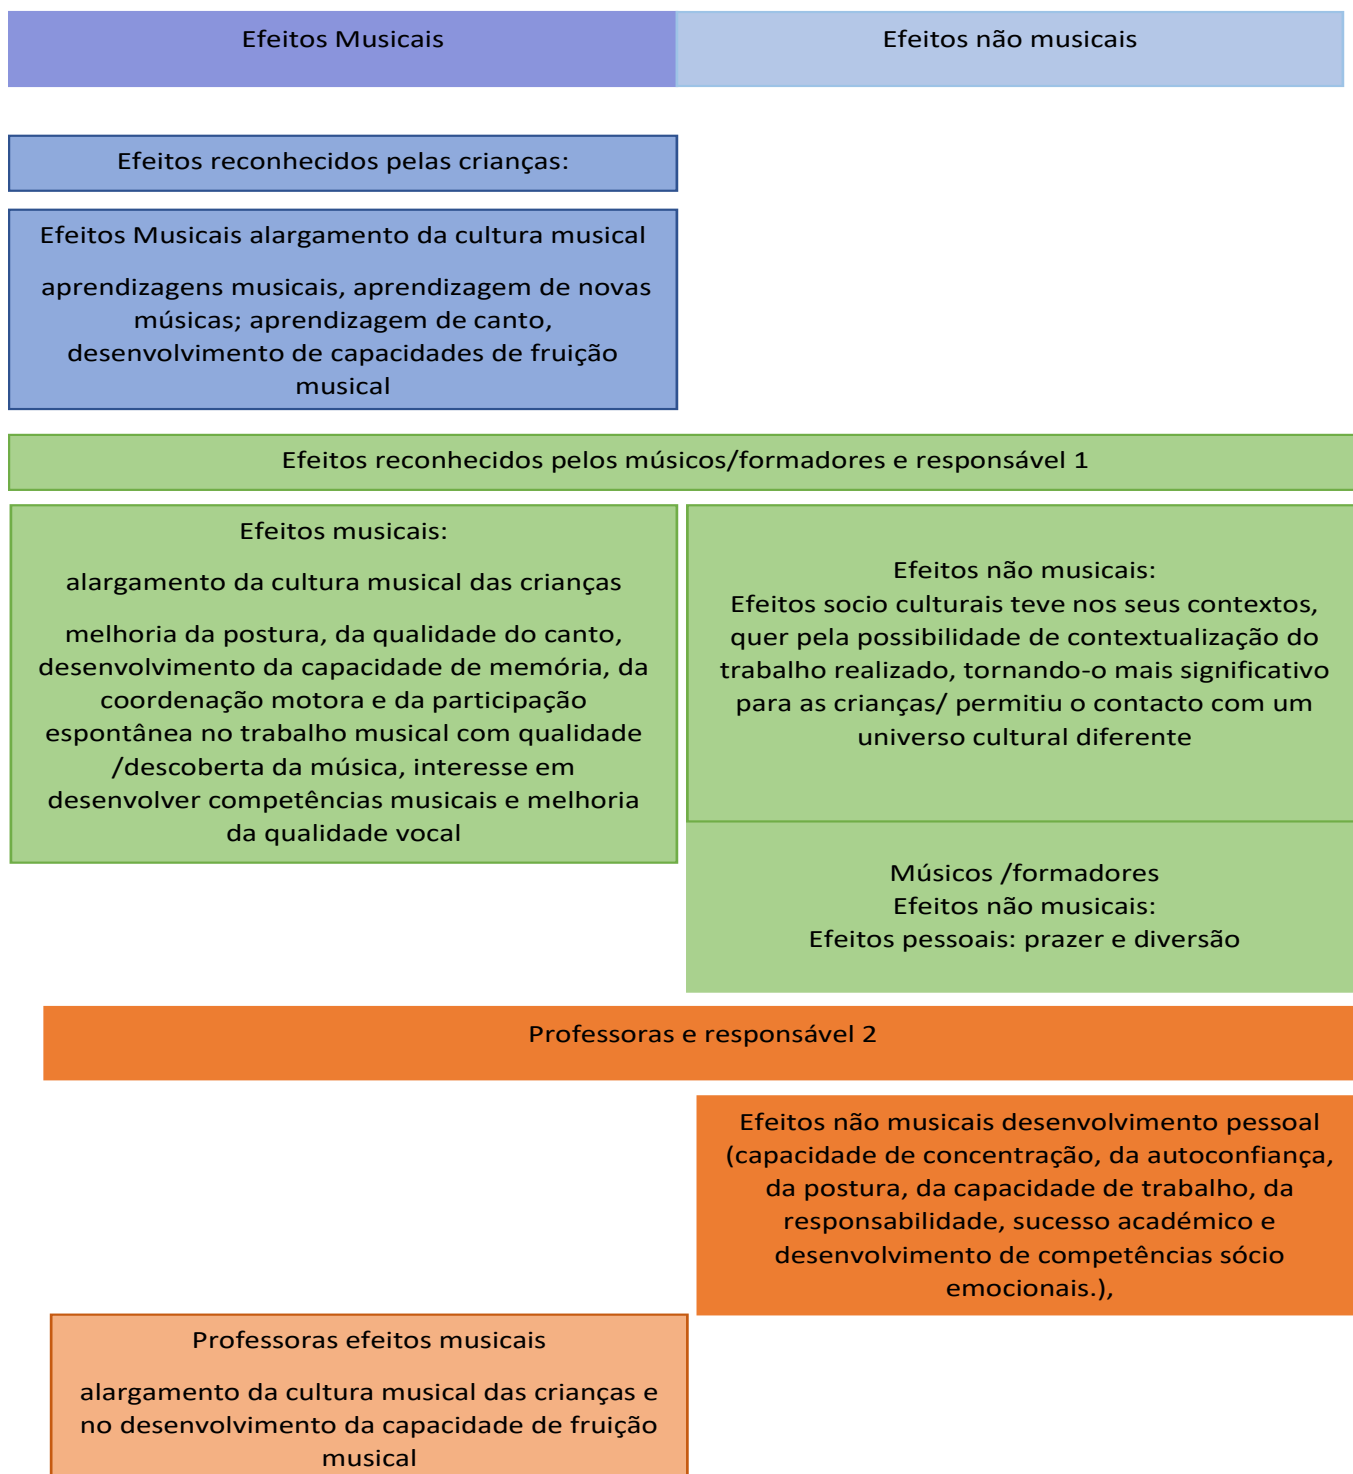 Efeitos Musicais
Efeitos não musicais
Efeitos reconhecidos pelas crianças:
Efeitos Musicais alargamento da cultura musical
aprendizagens musicais, aprendizagem de novas
músicas; aprendizagem de canto,
desenvolvimento de capacidades de fruição
musical
Efeitos reconhecidos pelos músicos/formadores e responsável 1
Efeitos musicais:
alargamento da cultura musical das crianças
melhoria da postura, da qualidade do canto,
desenvolvimento da capacidade de memória, da
coordenação motora e da participação
espontânea no trabalho musical com qualidade
/descoberta da música, interesse em
desenvolver competências musicais e melhoria
da qualidade vocal
Efeitos não musicais:
Efeitos socio culturais teve nos seus contextos,
quer pela possibilidade de contextualização do
trabalho realizado, tornando-o mais significativo
para as crianças/ permitiu o contacto com um
universo cultural diferente
Músicos /formadores
Efeitos não musicais:
Efeitos pessoais: prazer e diversão
Professoras e responsável 2
Efeitos não musicais desenvolvimento pessoal
(capacidade de concentração, da autoconfiança,
da postura, da capacidade de trabalho, da
responsabilidade, sucesso académico e
desenvolvimento de competências sócio
emocionais.),
Professoras efeitos musicais
alargamento da cultura musical das crianças e
no desenvolvimento da capacidade de fruição
musical